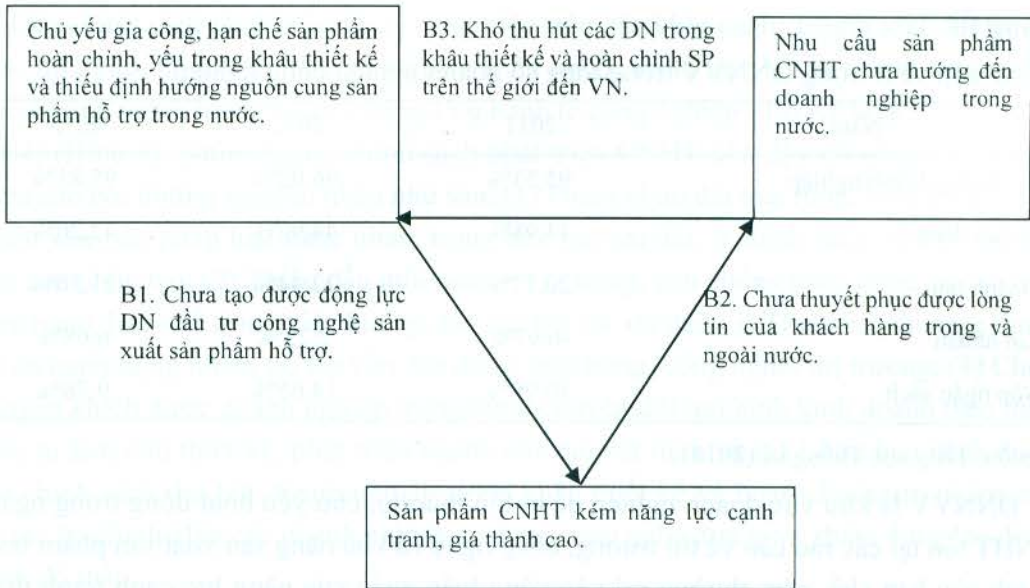 Chủ yếu gia công, hạn chế sản phẩm
hoàn chỉnh, yếu trong khâu thiết kế
và thiếu định hướng nguồn cung sản
phẩm hỗ trợ trong nước.
B3. Khó thu hút các DN trong
khâu thiết kế và hoàn chỉnh SP
trên thế giới đến VN.
Nhu cầu sản phẩm
CNHT chưa hướng đến
doanh nghiệp trong
nước.
B1. Chưa tạo được động lực
DN đầu tư công nghệ sản
xuất sản phẩm hỗ trợ.
B2. Chưa thuyết phục được lòng
tin của khách hàng trong và
ngoài nước.
Sản phẩm CNHT kém năng lực cạnh
tranh, giá thành cao.